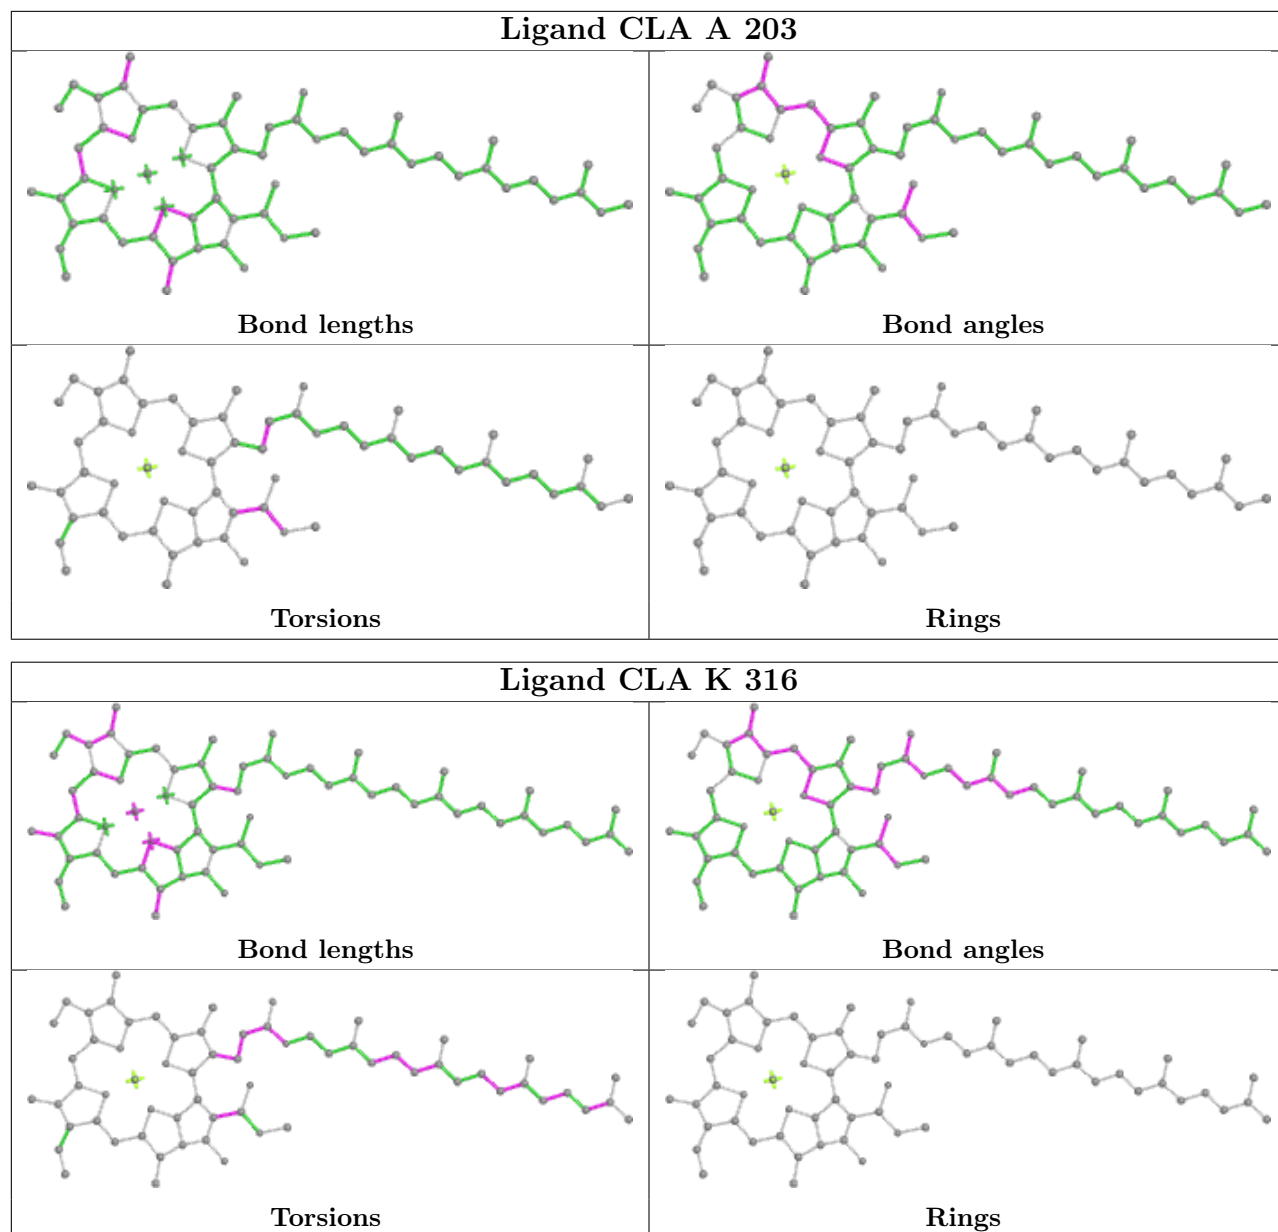 Ligand CLA A 203
Bond lengths
Bond angles
Torsions
Rings
Ligand CLA K 316
Bond lengths
Bond angles
Torsions
Rings